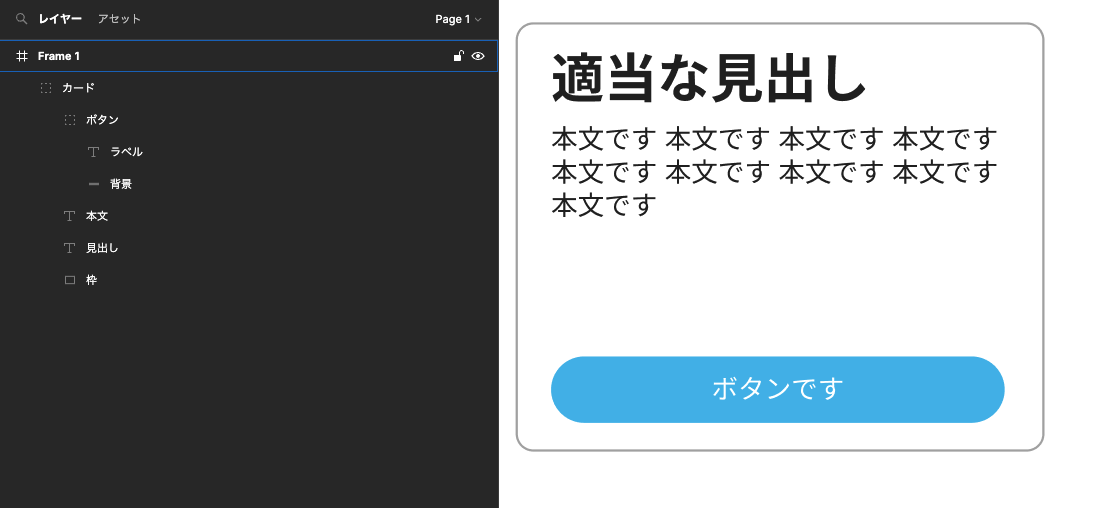 レイヤー アセット Page 1
Frame 1
カード
ボタン
ラベル
背景
本文
見出し
枠
適当な見出し
本文です 本文です 本文です 本文です
本文です 本文です 本文です 本文です
本文です
ボタンです